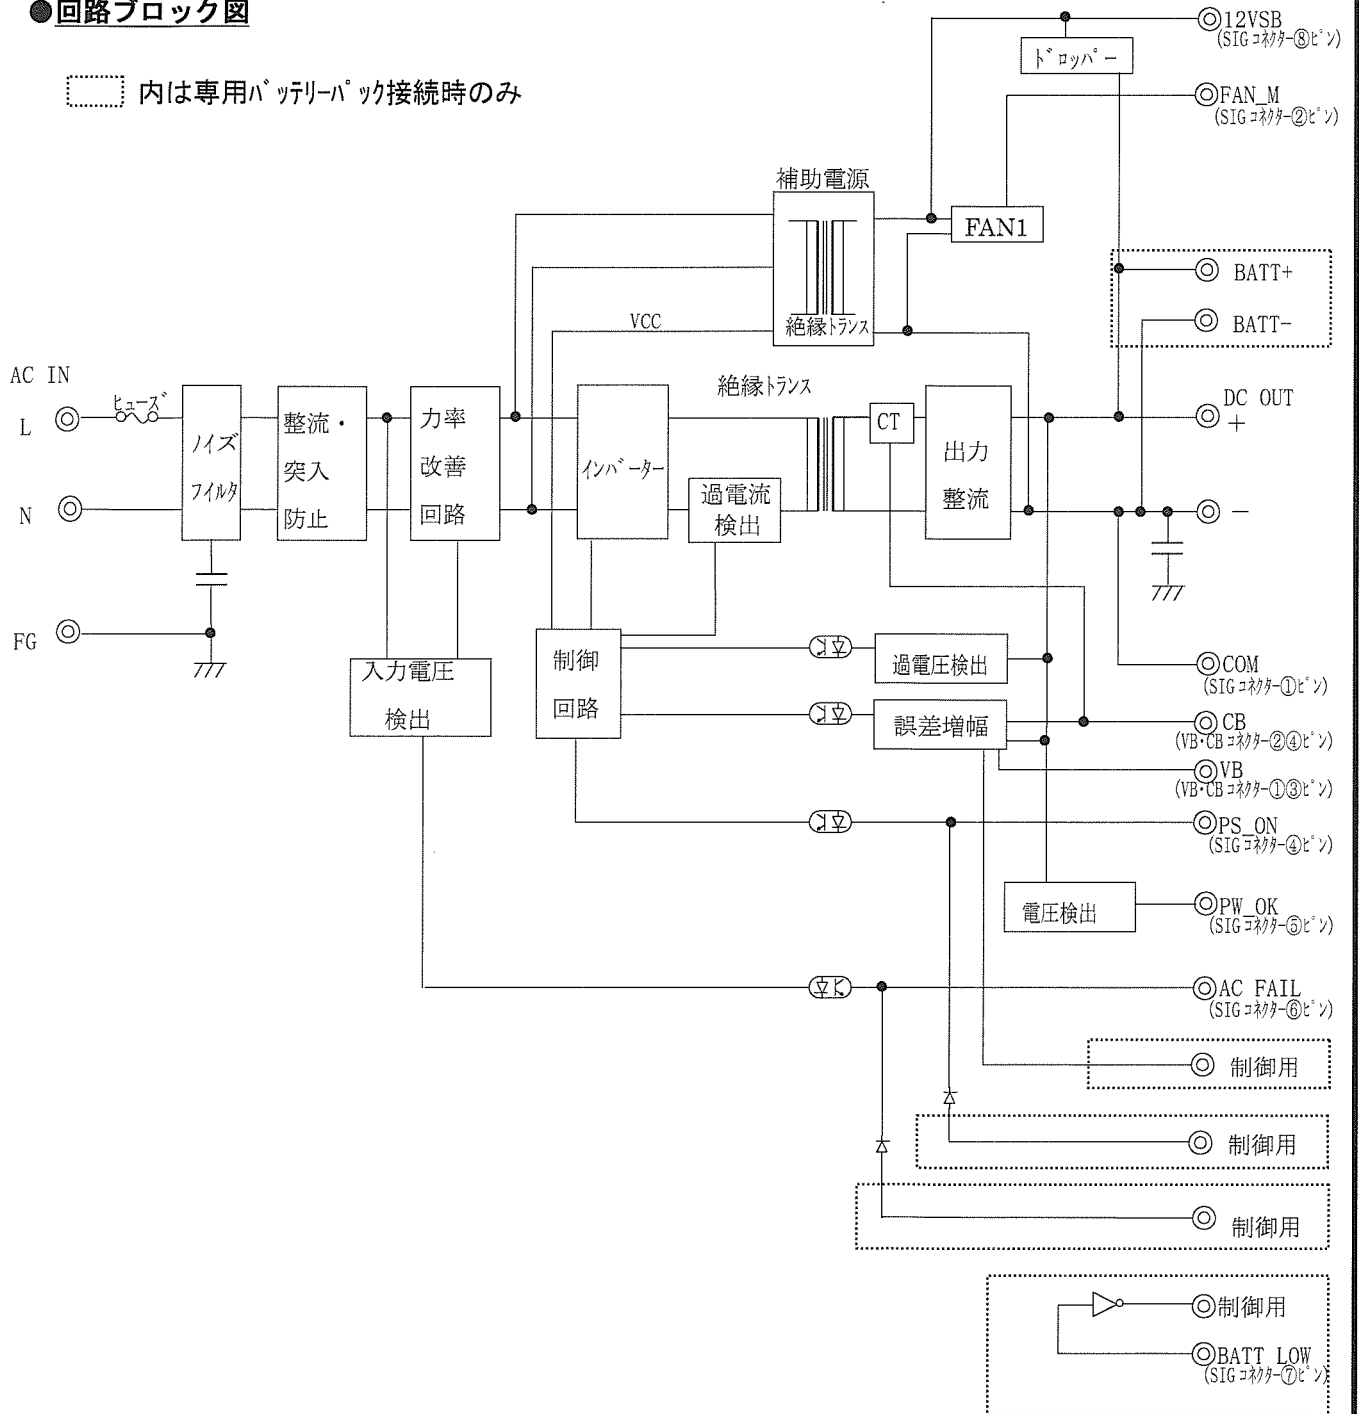 ●回路ブロック図
内は専用ﾊﾞｯﾃﾘｰﾊﾟｯｸ接続時のみ
12VSB
(SIGｺﾈｸﾀｰ⑧ﾋﾟﾝ)
ﾄﾞﾛｯﾊﾟｰ
FAN_M
(SIGｺﾈｸﾀｰ②ﾋﾟﾝ)
補助電源
FAN1
絶縁ﾄﾗﾝｽ
VCC
BATT+
BATT-
AC IN
L
N
FG
ﾋｭｰｽﾞ
ﾉｲｽﾞ
ﾌｲﾙﾀ
整流・
突入
防止
力率
改善
回路
ｲﾝﾊﾞｰﾀｰ
絶縁ﾄﾗﾝｽ
過電流
検出
CT
出力
整流
DC OUT
+
-
入力電圧
検出
制御
回路
過電圧検出
誤差増幅
COM
(SIGｺﾈｸﾀｰ①ﾋﾟﾝ)
CB
(VB･CBｺﾈｸﾀｰ②④ﾋﾟﾝ)
VB
(VB･CBｺﾈｸﾀｰ①③ﾋﾟﾝ)
PS_ON
(SIGｺﾈｸﾀｰ④ﾋﾟﾝ)
電圧検出
PW_OK
(SIGｺﾈｸﾀｰ⑤ﾋﾟﾝ)
AC FAIL
(SIGｺﾈｸﾀｰ⑥ﾋﾟﾝ)
制御用
制御用
制御用
制御用
BATT LOW
(SIGｺﾈｸﾀｰ⑦ﾋﾟﾝ)